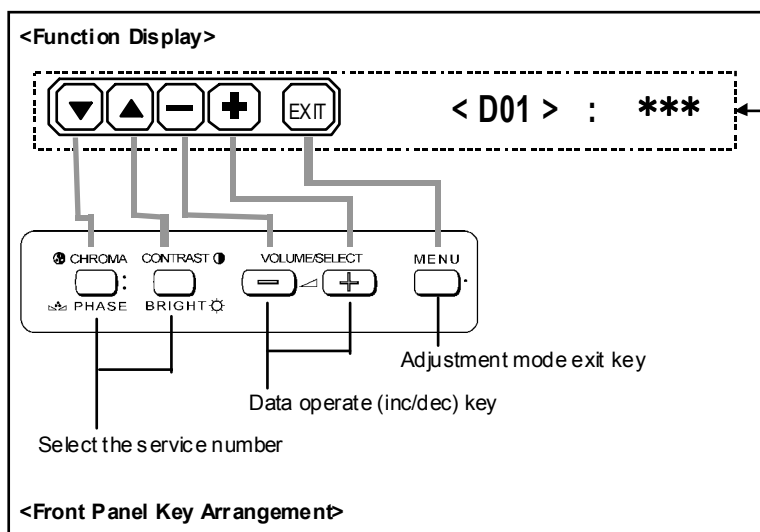 <Function Display>
EXIT < D01 > : ***
CHROMA CONTRAST VOLUME/SELECT MENU
PHASE BRIGHT
Adjustment mode exit key
Data operate (inc/dec) key
Select the service number
<Front Panel Key Arrangement>